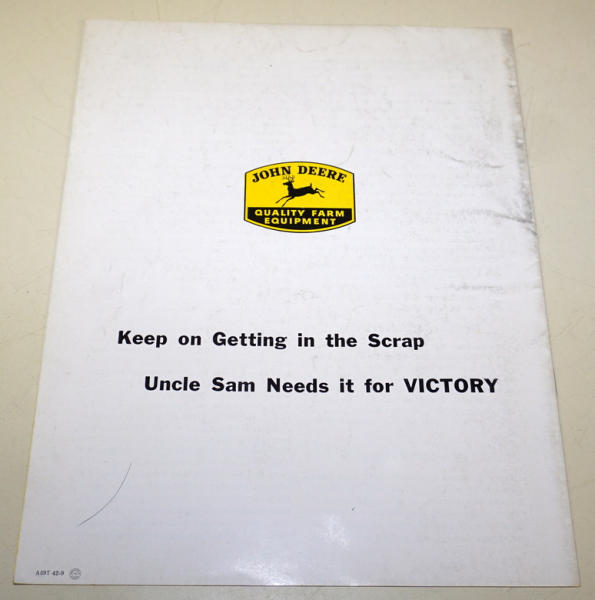 JOHN DEERE
QUALITY FARM
EQUIPMENT
Keep on Getting in the Scrap
Uncle Sam Needs it for VICTORY